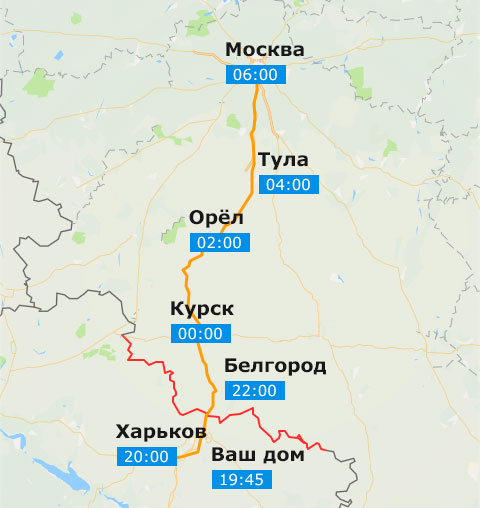 Москва
06:00
Тула
04:00
Орёл
02:00
Курск
00:00
Белгород
22:00
Харьков
20:00
Ваш дом
19:45